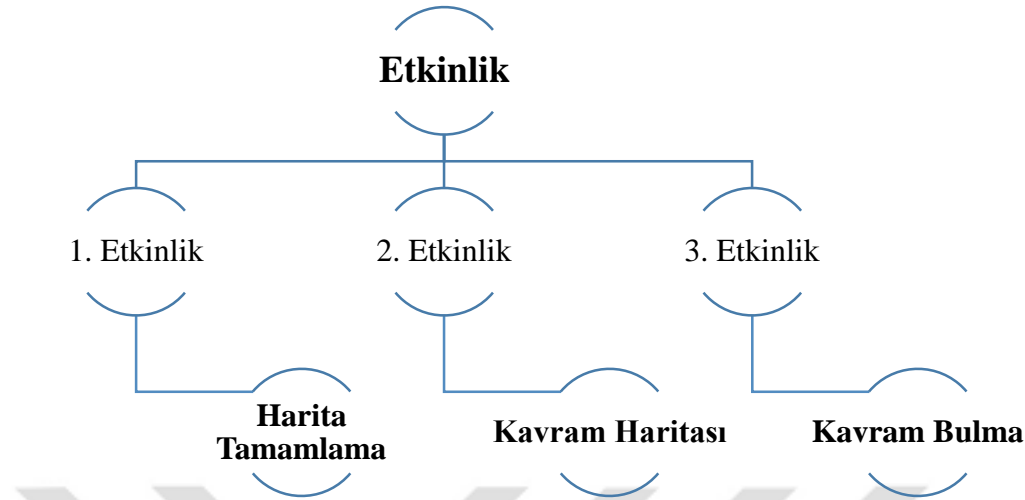 Etkinlik
1. Etkinlik
2. Etkinlik
3. Etkinlik
Harita
Tamamlama
Kavram Haritası
Kavram Bulma